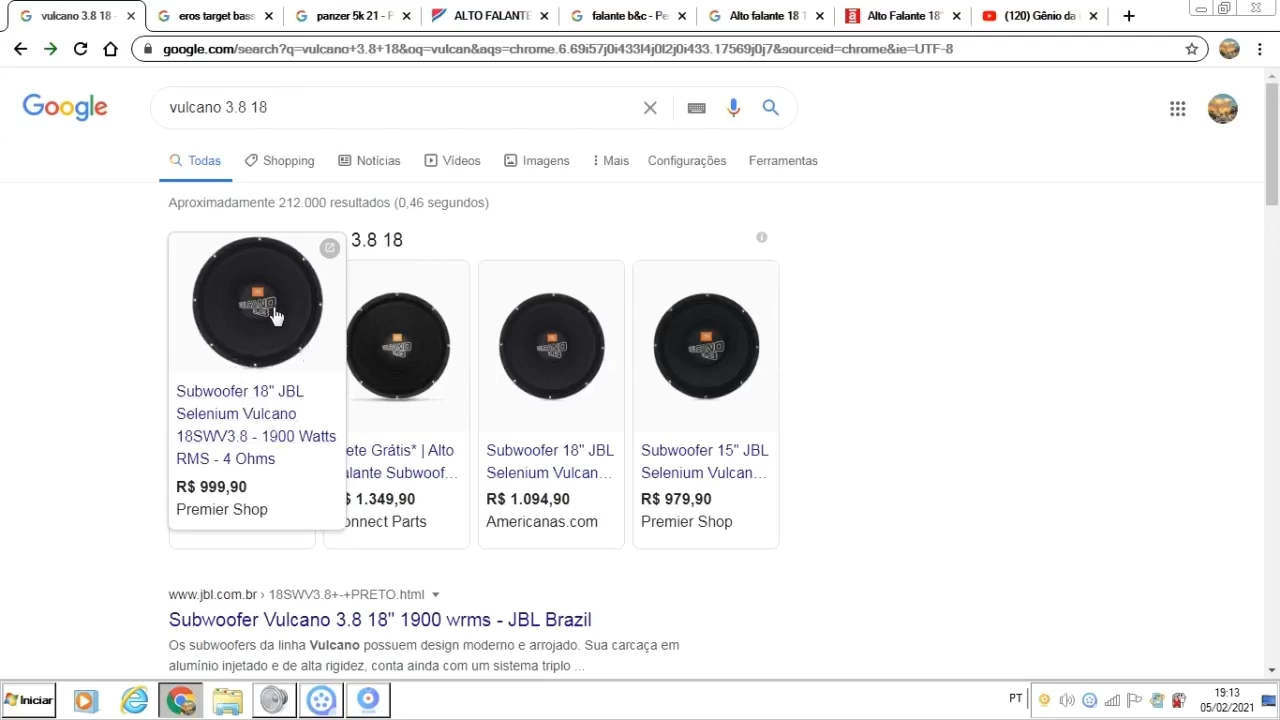 vulcano 3.8 18 -
eros target bass
panzer 5k 21 - P
ALTO FALANTE
falante b&c - Pe
Alto falante 18 1
Alto Falante 18"
(120) Gênio da
google.com/search?q=vulcano+3.8+18&oq=vulcan&aqs=chrome.6.69i57j0i433l4j0l2j0i433.17569j0j7&sourceid=chrome&ie=UTF-8
Google
vulcano 3.8 18
Todas
Shopping
Notícias
Vídeos
Imagens
Mais
Configurações
Ferramentas
Aproximadamente 212.000 resultados (0,46 segundos)
3.8 18
Subwoofer 18" JBL
Selenium Vulcano
18SWV3.8 - 1900 Watts
RMS - 4 Ohms
R$ 999,90
Premier Shop
ete Grátis* | Alto
alante Subwoof...
$ 1.349,90
onnect Parts
Subwoofer 18" JBL
Selenium Vulcan...
R$ 1.094,90
Americanas.com
Subwoofer 15" JBL
Selenium Vulcan...
R$ 979,90
Premier Shop
www.jbl.com.br › 18SWV3.8+-+PRETO.html
Subwoofer Vulcano 3.8 18" 1900 wrms - JBL Brazil
Os subwoofers da linha Vulcano possuem design moderno e arrojado. Sua carcaça em
alumínio injetado e de alta rigidez, conta ainda com um sistema triplo ...
Iniciar
PT
19:13
05/02/2021